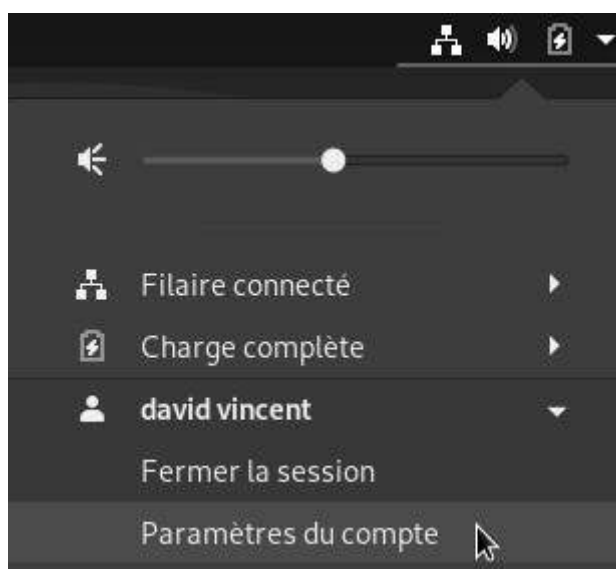 Filaire connecté
Charge complète
david vincent
Fermer la session
Paramètres du compte